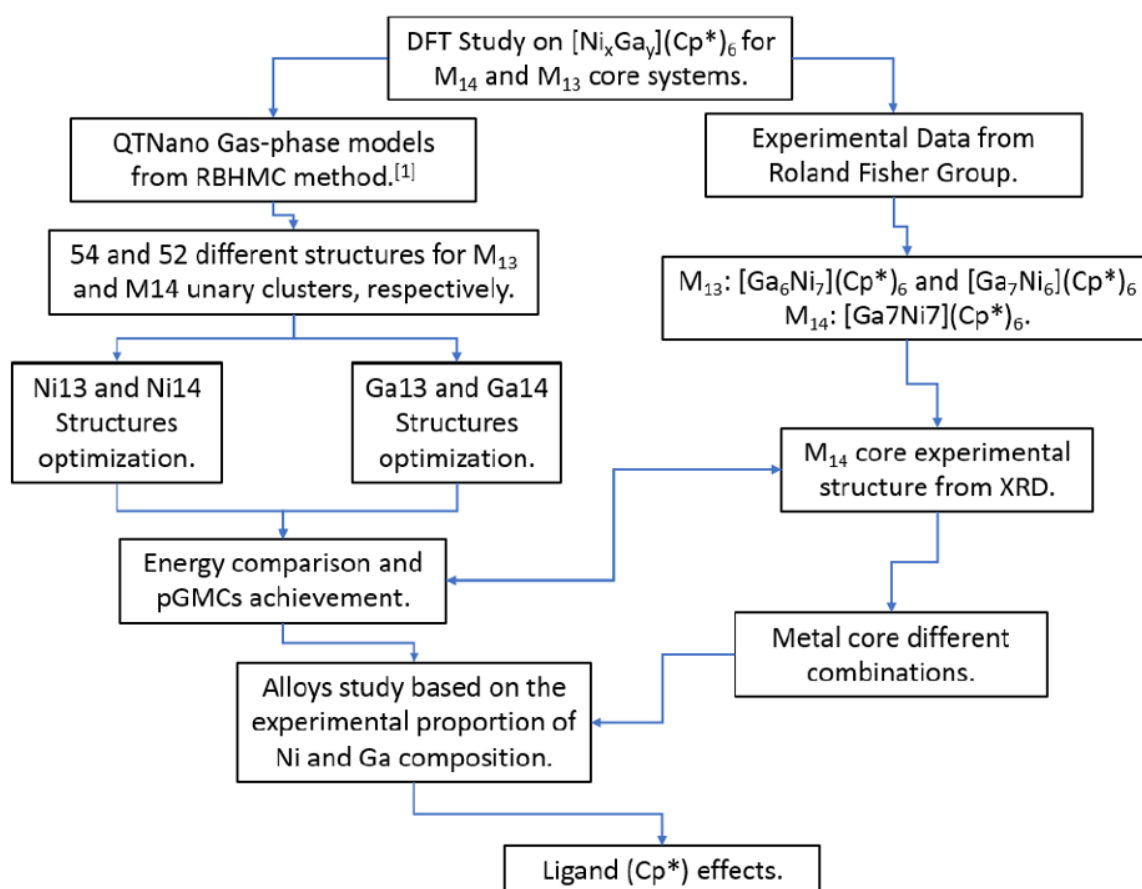 DFT Study on [NiₓGaᵧ](Cp*)₆ for
M₁₄ and M₁₃ core systems.
QTNano Gas-phase models
from RBHMC method.[1]
Experimental Data from
Roland Fisher Group.
54 and 52 different structures for M₁₃
and M14 unary clusters, respectively.
M₁₃: [Ga₆Ni₇](Cp*)₆ and [Ga₇Ni₆](Cp*)₆
M₁₄: [Ga7Ni7](Cp*)₆.
Ni13 and Ni14
Structures
optimization.
Ga13 and Ga14
Structures
optimization.
M₁₄ core experimental
structure from XRD.
Energy comparison and
pGMCs achievement.
Metal core different
combinations.
Alloys study based on the
experimental proportion of
Ni and Ga composition.
Ligand (Cp*) effects.